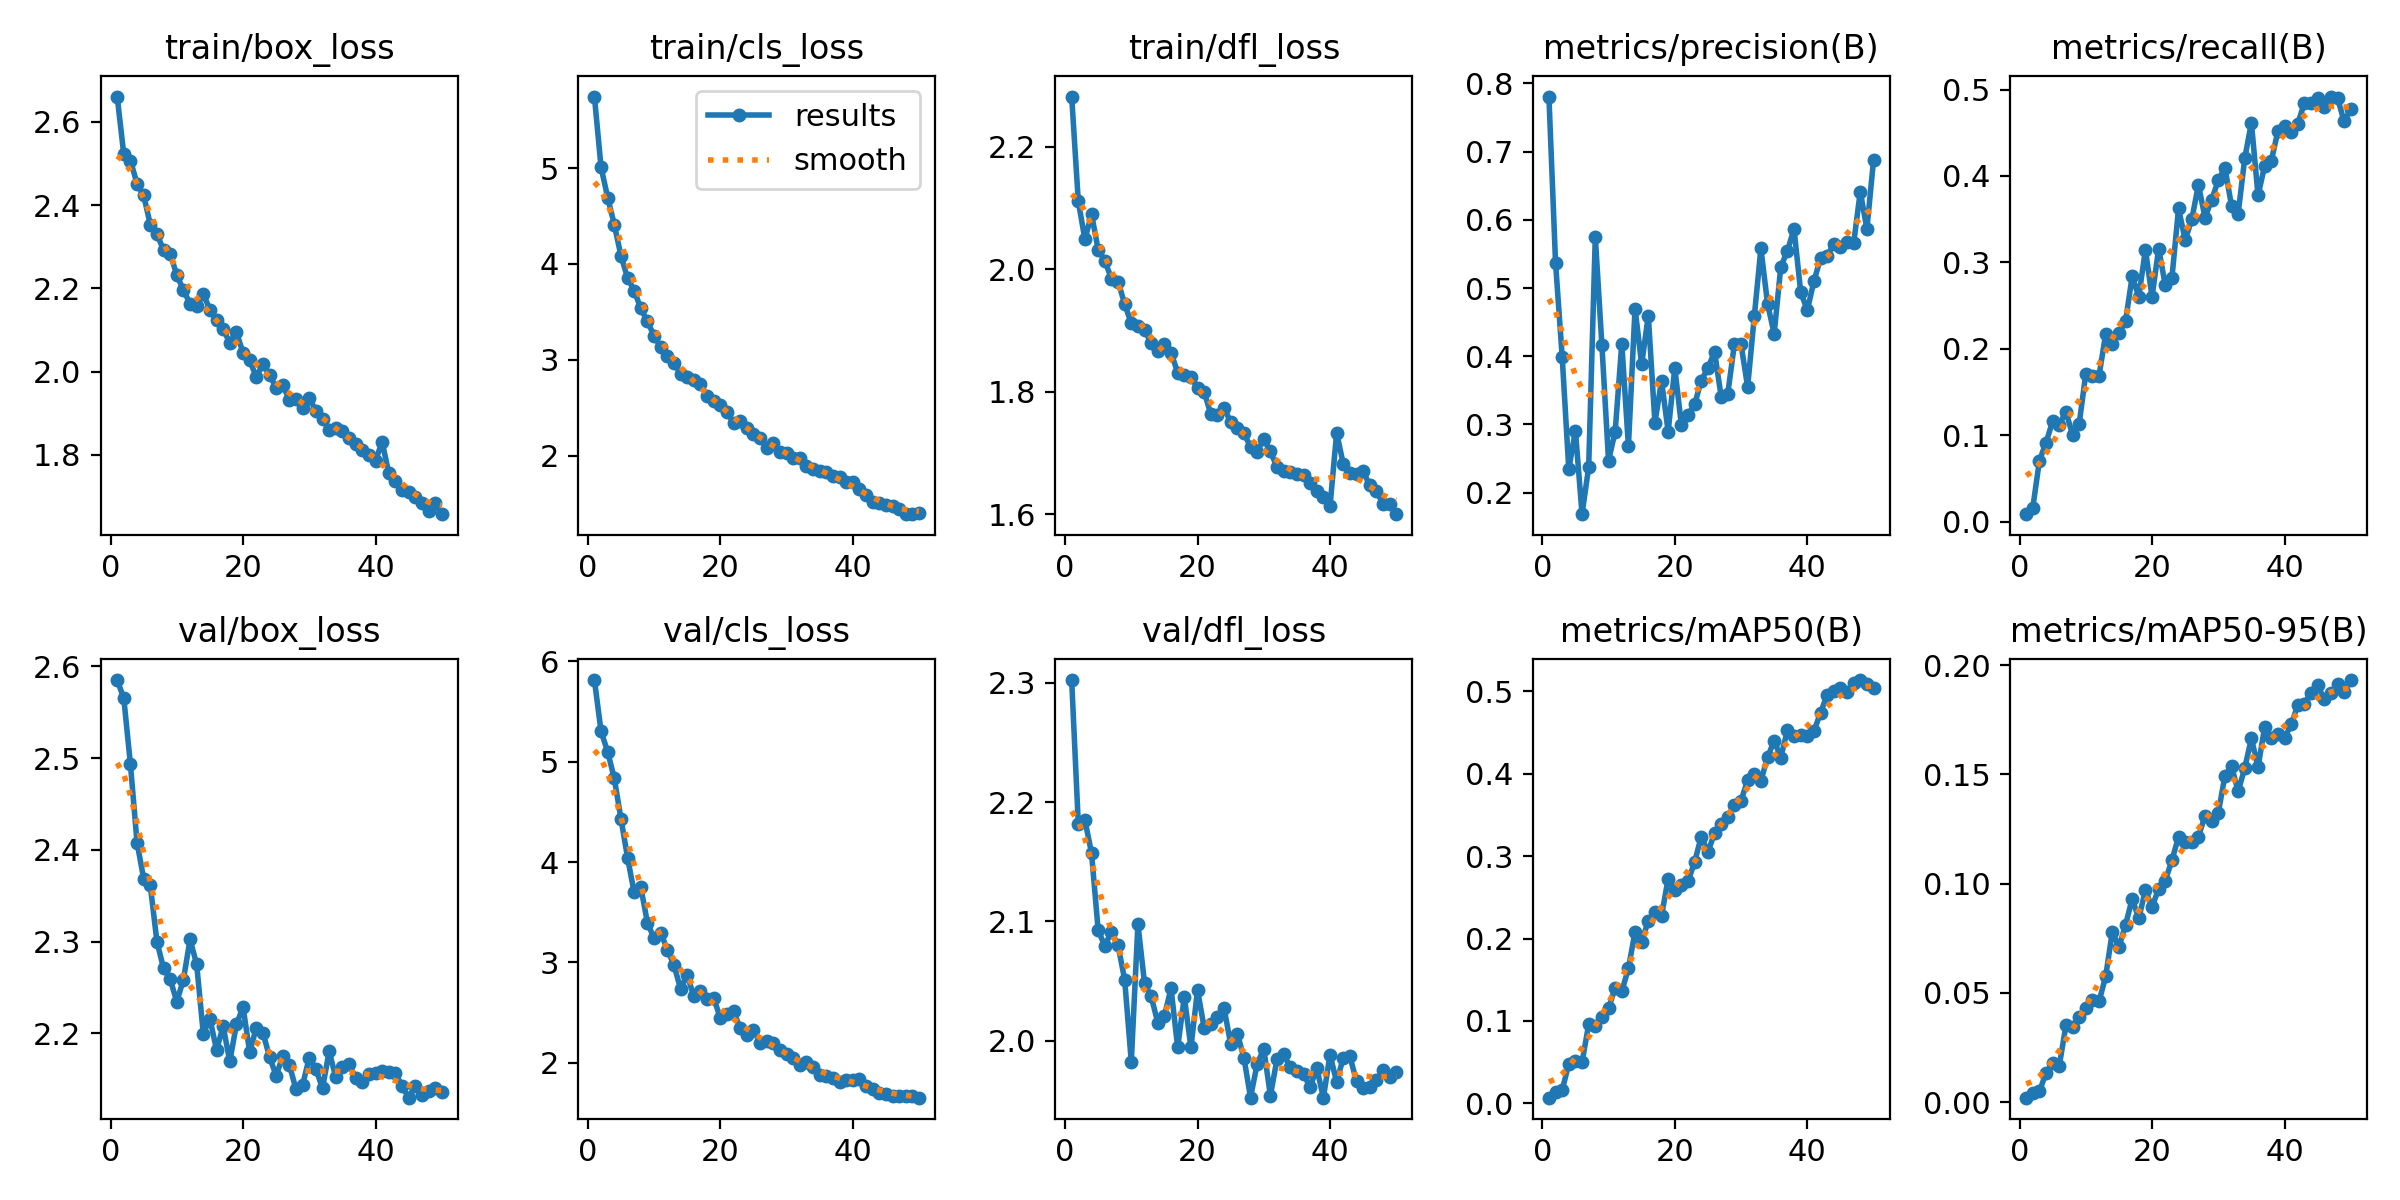 train/box_loss
train/cls_loss
train/dfl_loss
metrics/precision(B)
metrics/recall(B)
2.6
2.4
2.2
2.0
1.8
0 20 40
results
smooth
5
4
3
2
0 20 40
2.2
2.0
1.8
1.6
0 20 40
0.8
0.7
0.6
0.5
0.4
0.3
0.2
0 20 40
0.5
0.4
0.3
0.2
0.1
0.0
0 20 40
val/box_loss
val/cls_loss
val/dfl_loss
metrics/mAP50(B)
metrics/mAP50-95(B)
2.6
2.5
2.4
2.3
2.2
0 20 40
6
5
4
3
2
0 20 40
2.3
2.2
2.1
2.0
0 20 40
0.5
0.4
0.3
0.2
0.1
0.0
0 20 40
0.20
0.15
0.10
0.05
0.00
0 20 40